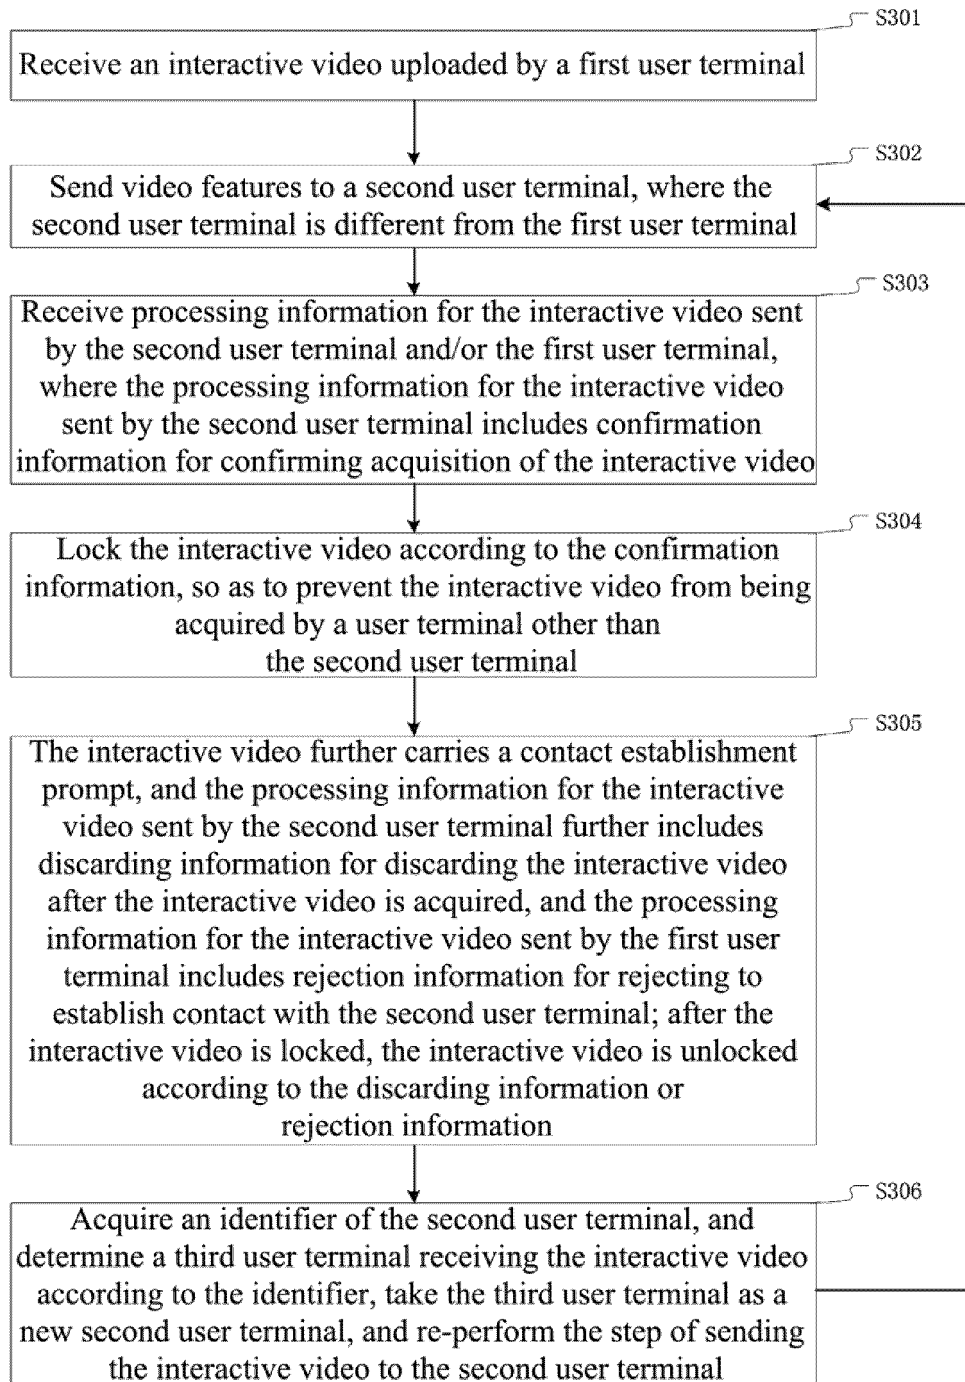 S301
Receive an interactive video uploaded by a first user terminal
S302
Send video features to a second user terminal, where the
second user terminal is different from the first user terminal
S303
Receive processing information for the interactive video sent
by the second user terminal and/or the first user terminal,
where the processing information for the interactive video
sent by the second user terminal includes confirmation
information for confirming acquisition of the interactive video
S304
Lock the interactive video according to the confirmation
information, so as to prevent the interactive video from being
acquired by a user terminal other than
the second user terminal
S305
The interactive video further carries a contact establishment
prompt, and the processing information for the interactive
video sent by the second user terminal further includes
discarding information for discarding the interactive video
after the interactive video is acquired, and the processing
information for the interactive video sent by the first user
terminal includes rejection information for rejecting to
establish contact with the second user terminal; after the
interactive video is locked, the interactive video is unlocked
according to the discarding information or
rejection information
S306
Acquire an identifier of the second user terminal, and
determine a third user terminal receiving the interactive video
according to the identifier, take the third user terminal as a
new second user terminal, and re-perform the step of sending
the interactive video to the second user terminal